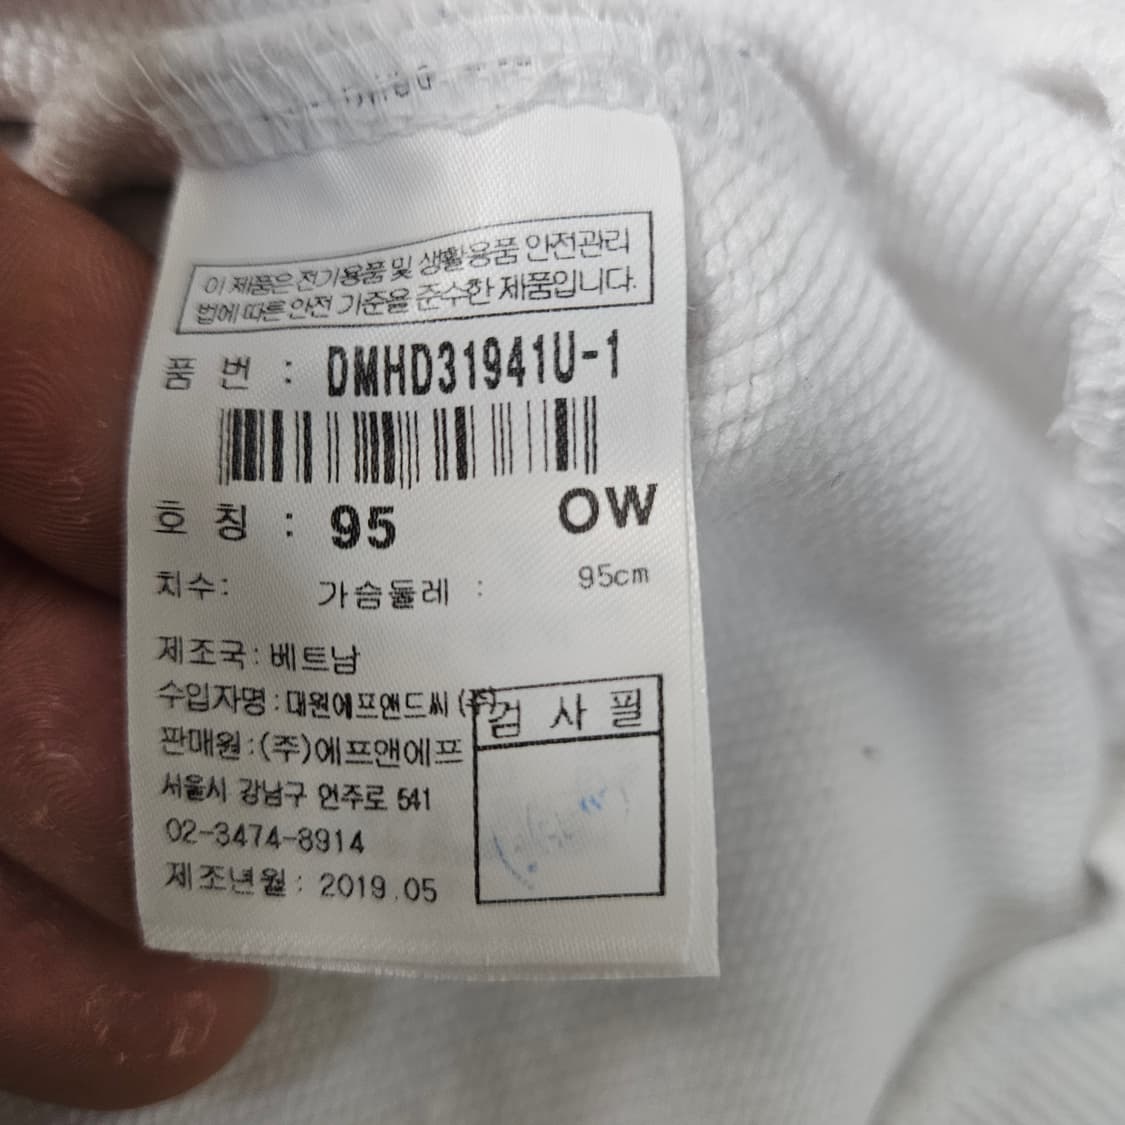 이 제품은 전기용품 및 생활용품 안전관리
법에 따른 안전 기준을 준수한 제품입니다.
품 번 : DMHD31941U-1
호 칭 : 95 OW
치수: 가슴둘레 : 95cm
제조국: 베트남
수입자명 : 대원에프앤드씨 (주)
검 사 필
판매원 : (주)에프앤에프
서울시 강남구 언주로 541
02-3474-8914
제조년월 : 2019.05